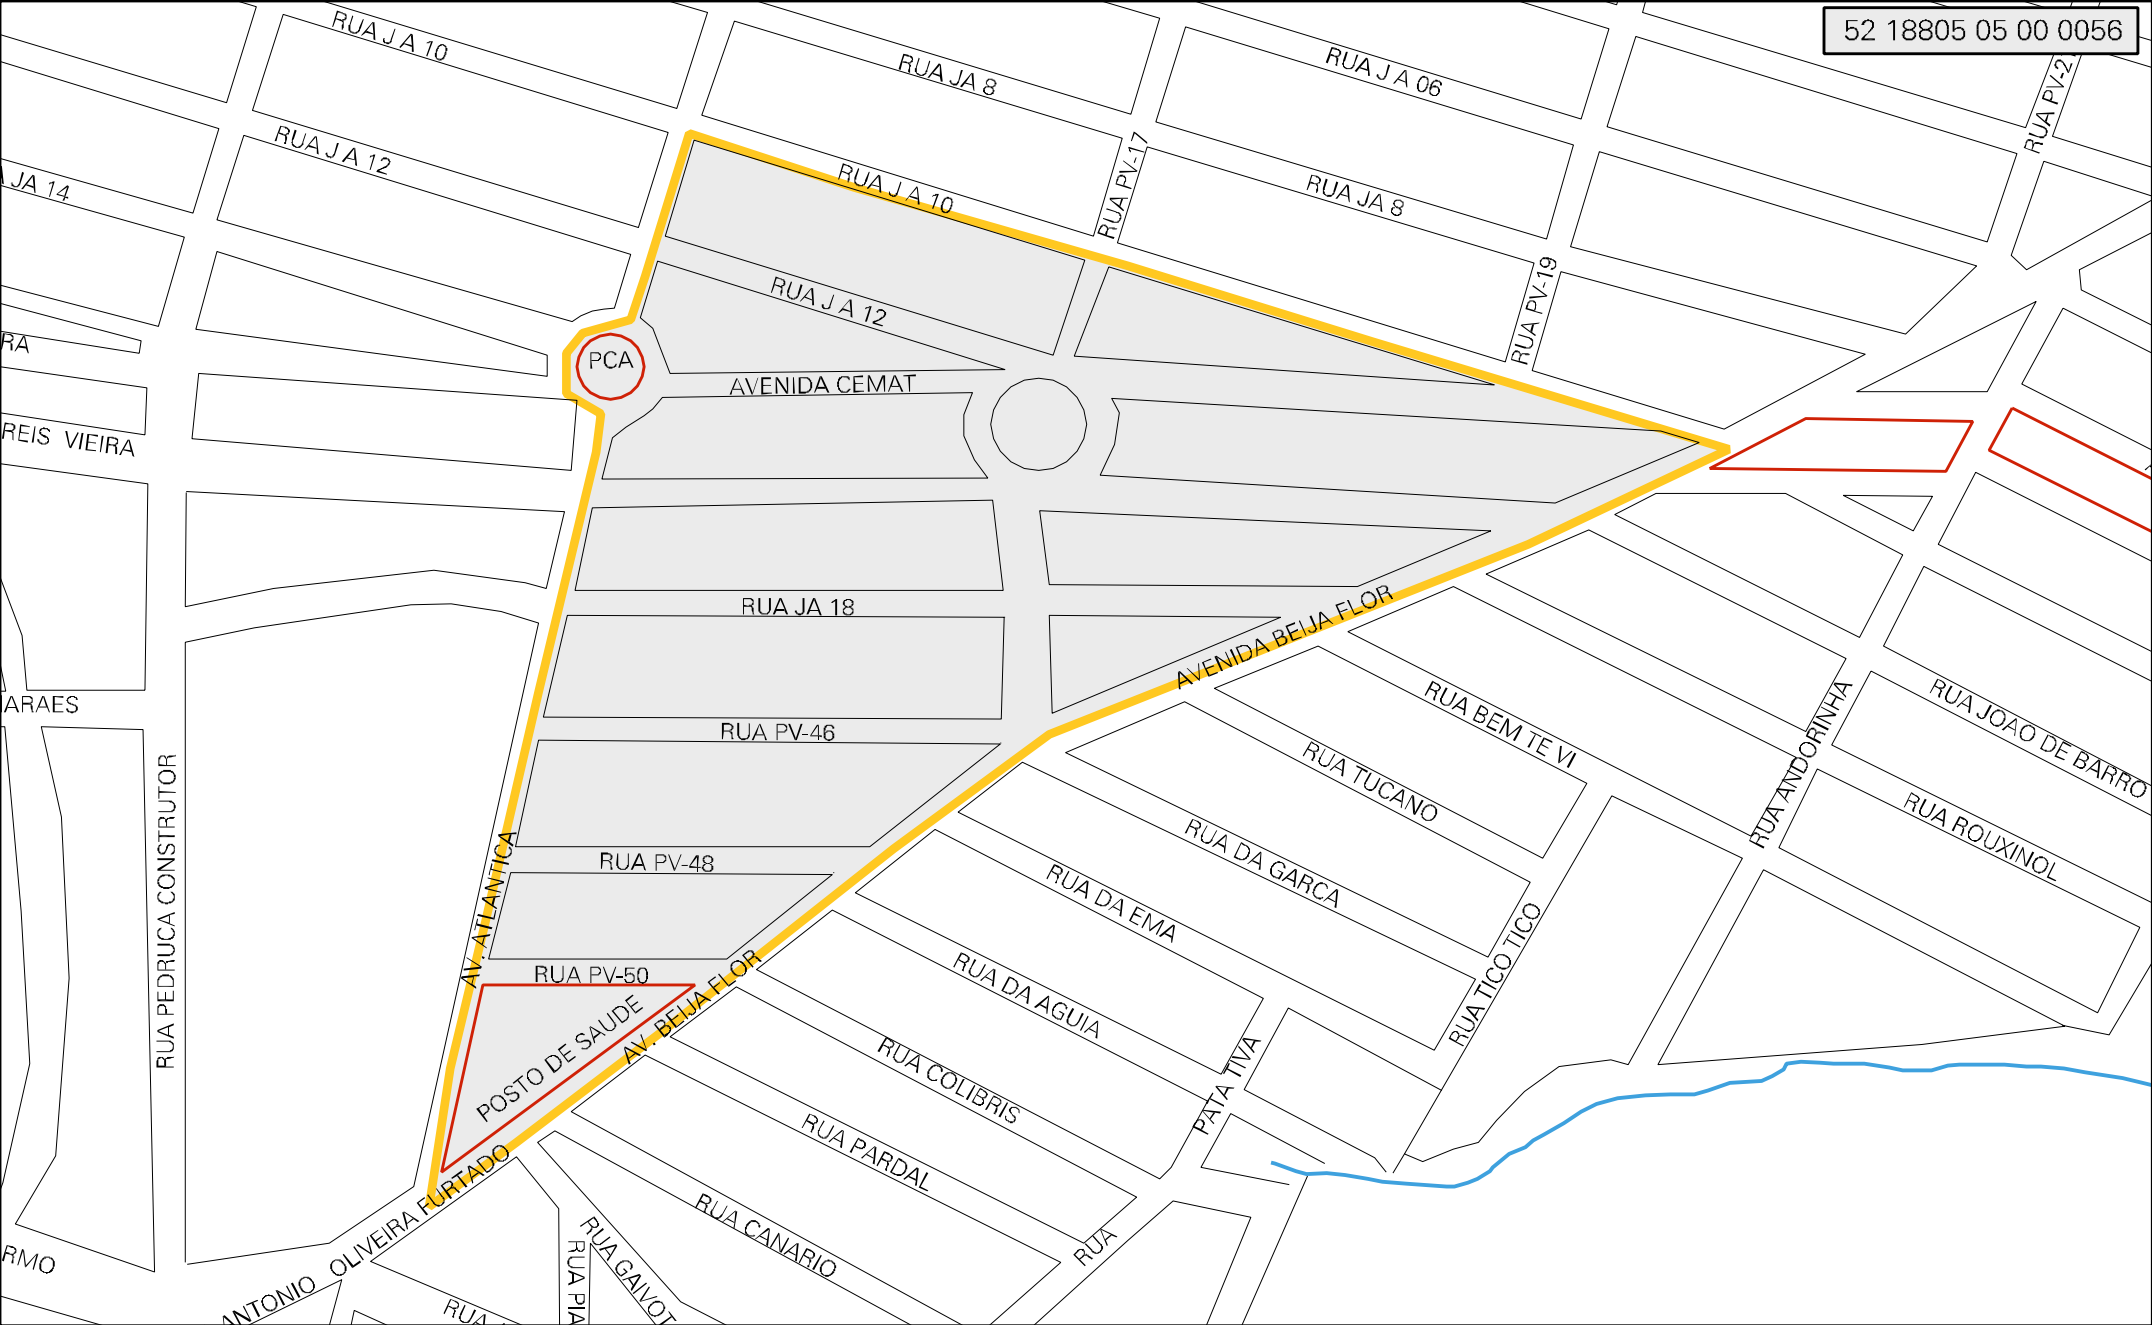 52 18805 05 00 0056
RUA J A 10
RUA JA 8
RUA J A 06
RUA PV-2
RUA J A 12
JA 14
RUA J A 10
RUA PV-17
RUA JA 8
RUA J A 12
RUA PV-19
RA
PCA
AVENIDA CEMAT
REIS VIEIRA
RUA JA 18
AVENIDA BEIJA FLOR
ARAES
RUA PV-46
RUA BEM TE VI
RUA ANDORINHA
RUA JOAO DE BARRO
RUA TUCANO
RUA ROUXINOL
RUA PEDRUCA CONSTRUTOR
AV. ATLANTICA
RUA PV-48
RUA DA GARCA
RUA DA EMA
RUA TICO TICO
RUA PV-50
AV. BEIJA FLOR
RUA DA AGUIA
POSTO DE SAUDE
RUA COLIBRIS
PATA TIVA
RUA PARDAL
RUA CANARIO
RUA
RUA GAIVOT
RUA PIA
RMO
ANTONIO OLIVEIRA FURTADO
RUA